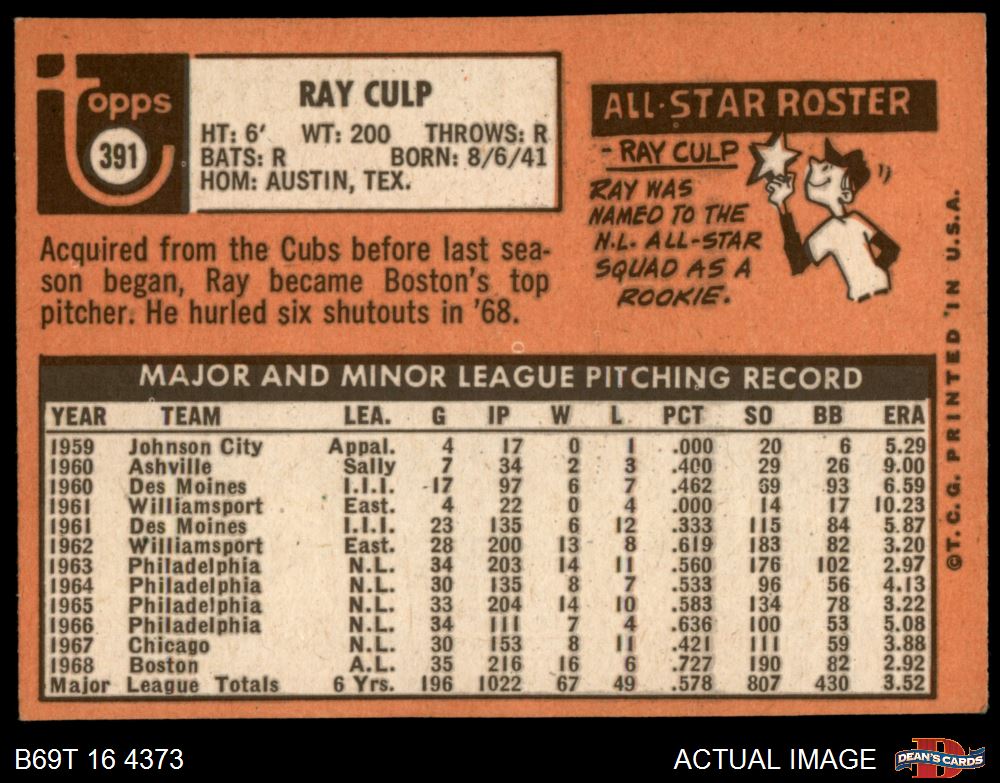 Topps
391
RAY CULP
HT: 6' WT: 200 THROWS: R
BATS: R BORN: 8/6/41
HOM: AUSTIN, TEX.
Acquired from the Cubs before last sea-
son began, Ray became Boston's top
pitcher. He hurled six shutouts in '68.
ALL-STAR ROSTER
- RAY CULP
RAY WAS
NAMED TO THE
N.L. ALL-STAR
SQUAD AS A
ROOKIE.
MAJOR AND MINOR LEAGUE PITCHING RECORD
YEAR TEAM LEA. G IP W L PCT SO BB ERA
1959 Johnson City Appal. 4 17 0 1 .000 20 6 5.29
1960 Ashville Sally 7 34 2 3 .400 29 26 9.00
1960 Des Moines I.I.I. 17 97 6 7 .462 69 93 6.59
1961 Williamsport East. 4 22 0 4 .000 14 17 10.23
1961 Des Moines I.I.I. 23 135 6 12 .333 115 84 5.87
1962 Williamsport East. 28 200 13 8 .619 183 82 3.20
1963 Philadelphia N.L. 34 203 14 11 .560 176 102 2.97
1964 Philadelphia N.L. 30 135 8 7 .533 96 56 4.13
1965 Philadelphia N.L. 33 204 14 10 .583 134 78 3.22
1966 Philadelphia N.L. 34 111 7 4 .636 100 53 5.08
1967 Chicago N.L. 30 153 8 11 .421 111 59 3.88
1968 Boston A.L. 35 216 16 6 .727 190 82 2.92
Major League Totals 6 Yrs. 196 1022 67 49 .578 807 430 3.52
©T.C.G. PRINTED IN U.S.A.
B69T 16 4373
ACTUAL IMAGE
D
DEAN'S CARDS